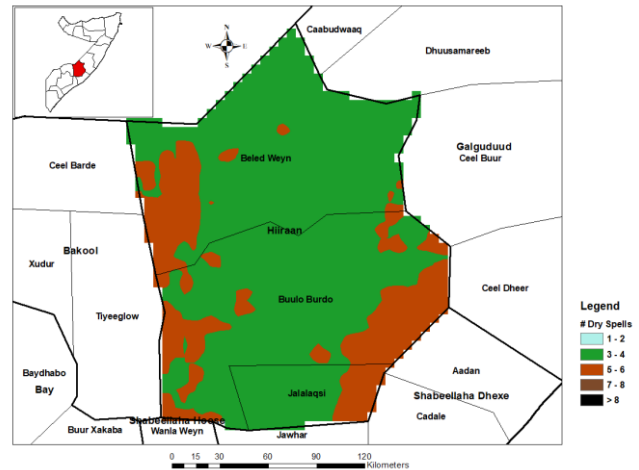 N
W E
S
Caabudwaaq
Dhuusamareeb
Galguduud
Ceel Buur
Ceel Barde
Beled Weyn
Hiiraan
Bakool
Xudur
Tiyeeglow
Buulo Burdo
Ceel Dheer
Baydhabo
Bay
Jalalaqsi
Aadan
Shabeellaha Dhexe
Cadale
Shabeellaha Hoose
Buur Xakaba
Wanla Weyn
Jawhar
Legend
# Dry Spells
1 - 2
3 - 4
5 - 6
7 - 8
> 8
0 15 30 60 90 120
Kilometers